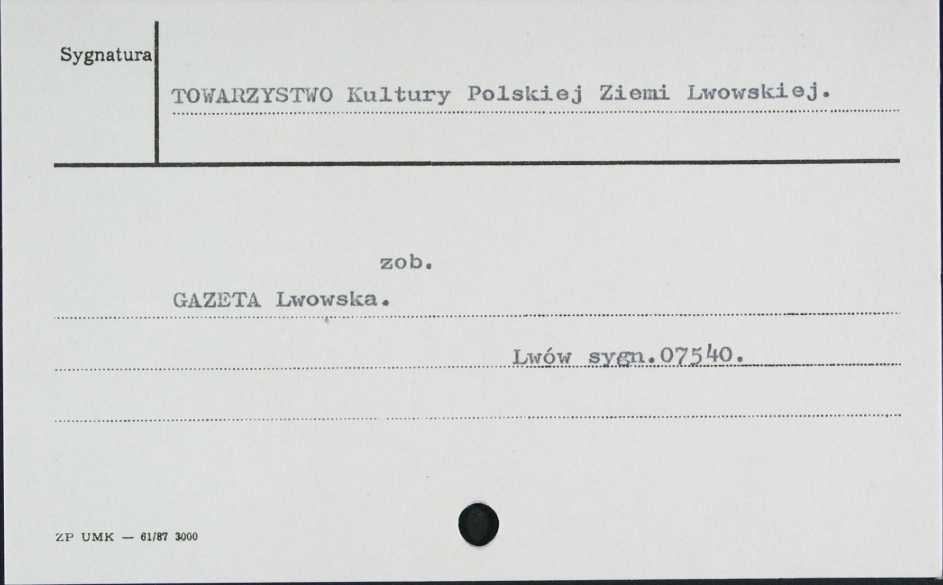 Sygnatura
TOWARZYSTWO Kultury Polskiej Ziemi Lwowskiej.
zob.
GAZETA Lwowska.
Lwów sygn.07540.
ZP UMK — 61/87 3000